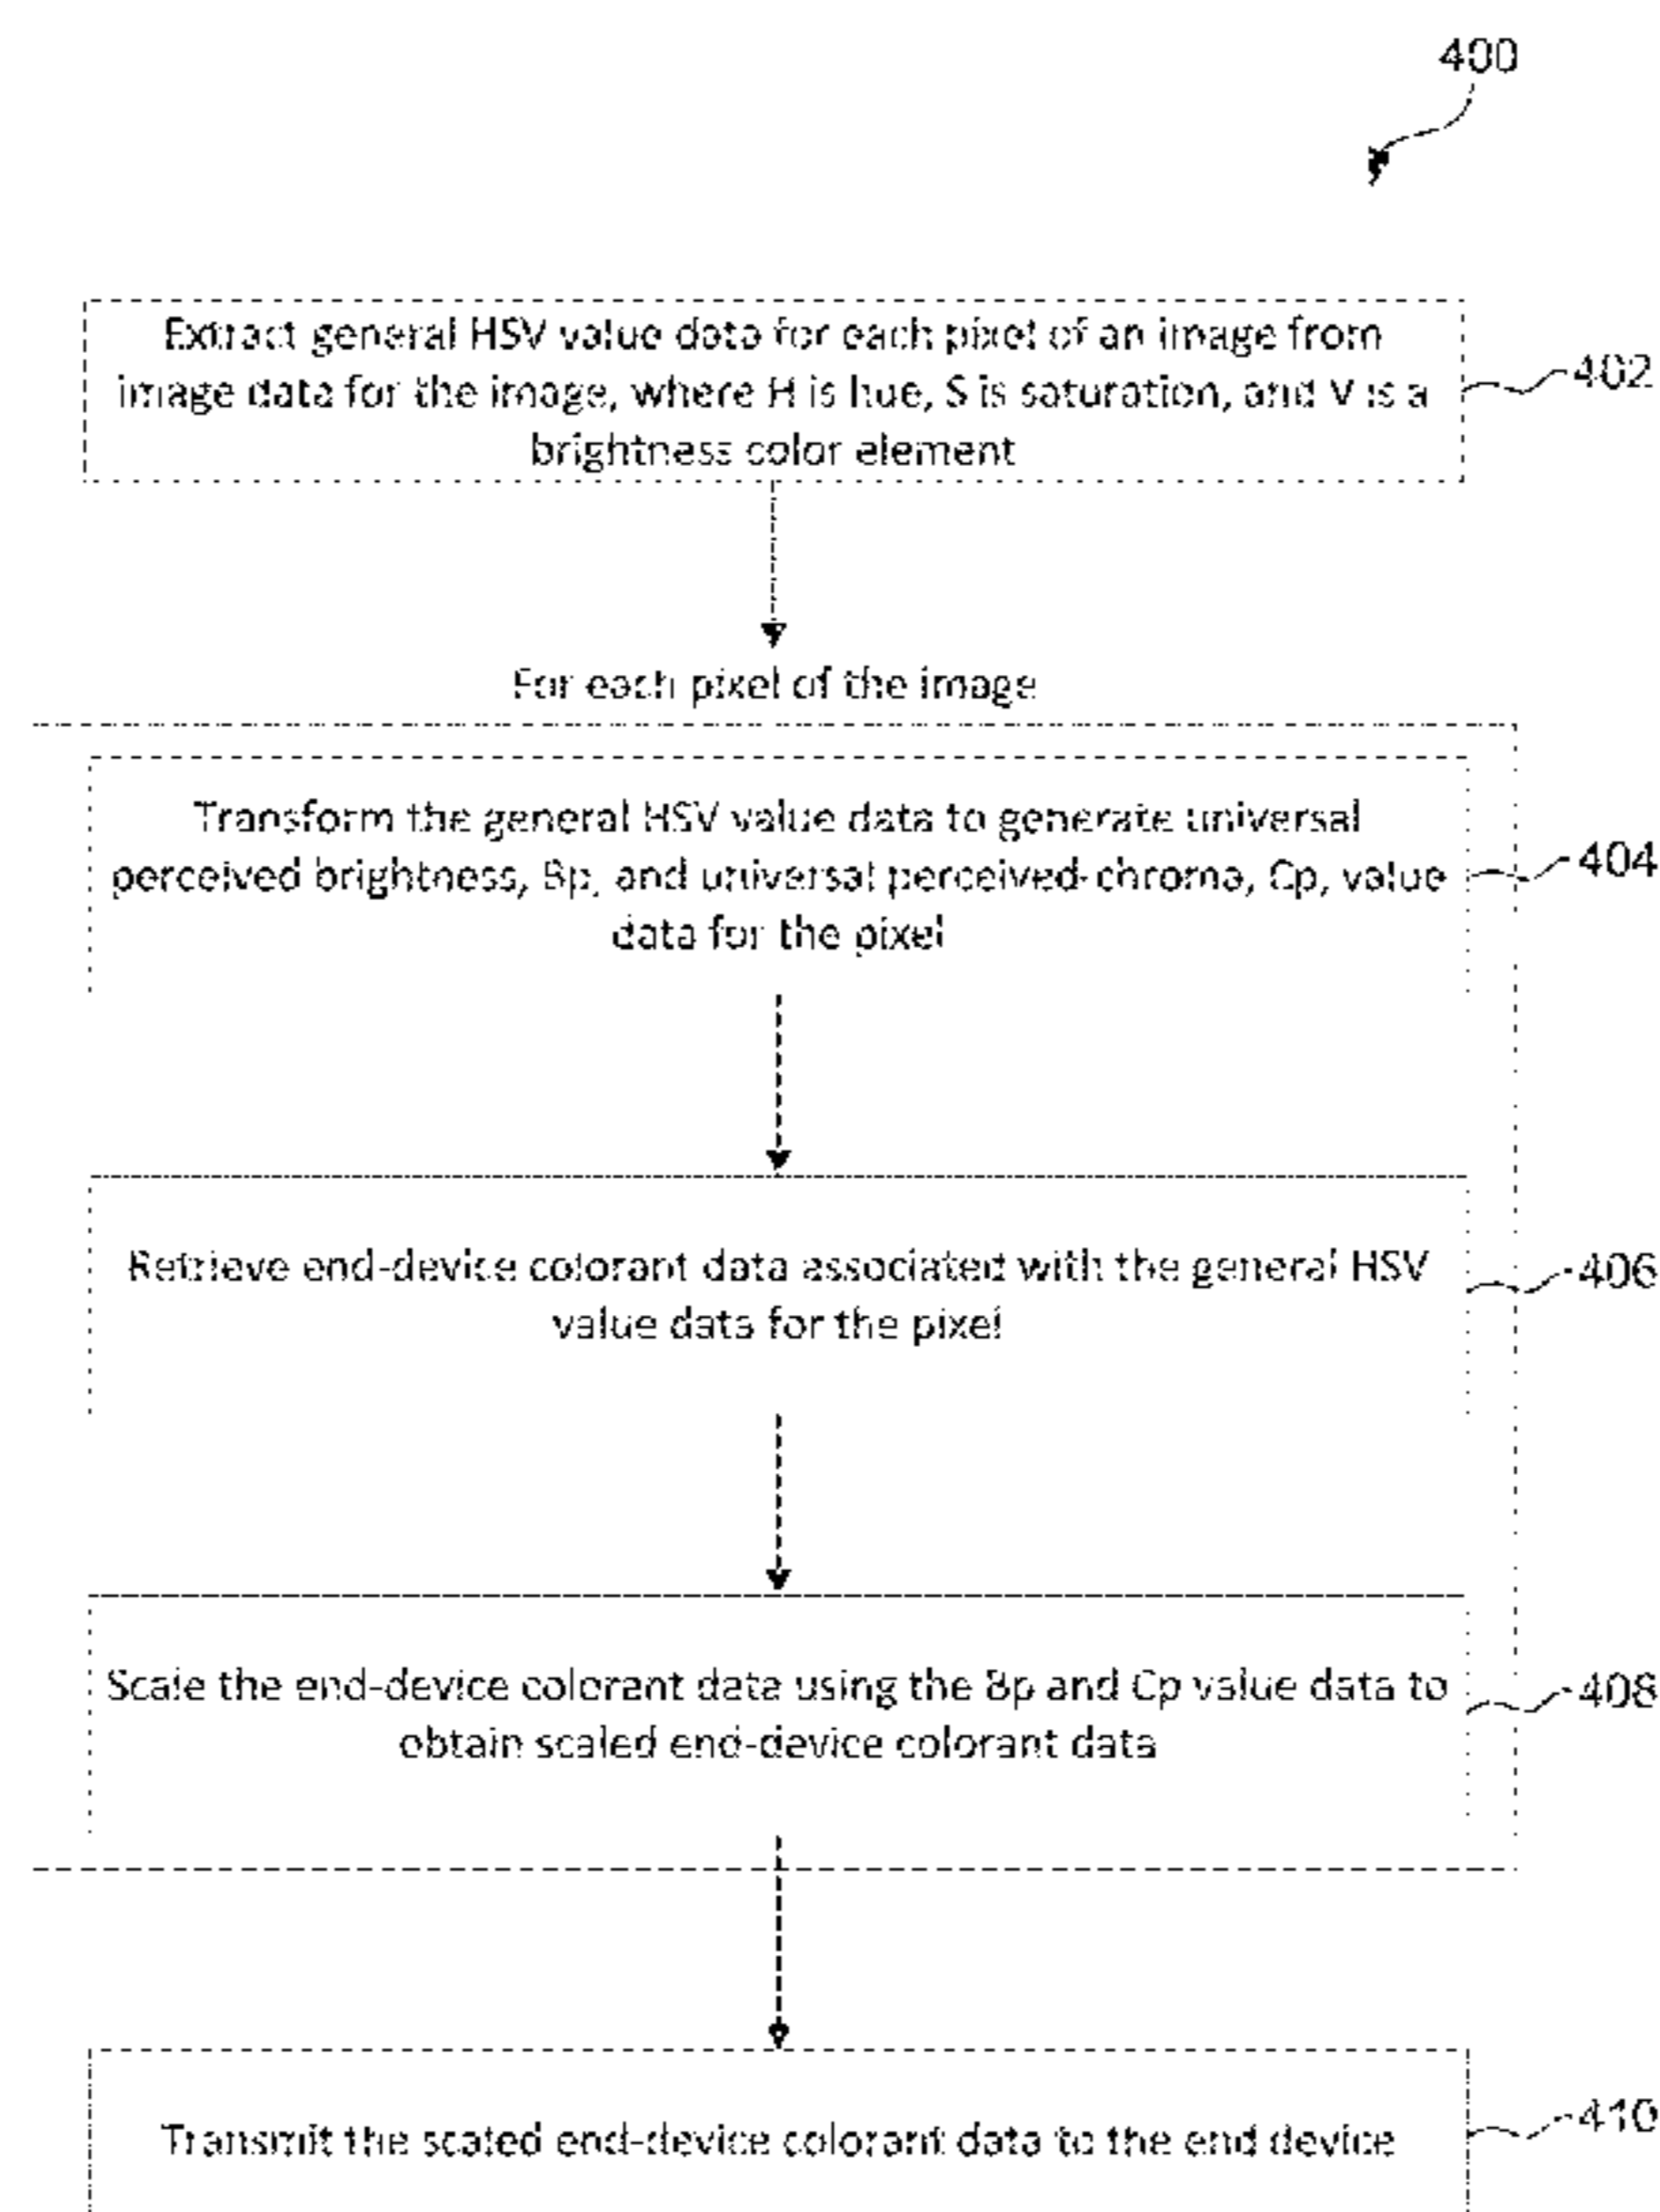 400
Extract general HSV value data for each pixel of an image from
image data for the image, where H is hue, S is saturation, and V is a
brightness color element
402
For each pixel of the image
Transform the general HSV value data to generate universal
perceived brightness, Bp, and universal perceived-chroma, Cp, value
data for the pixel
404
Retrieve end-device colorant data associated with the general HSV
value data for the pixel
406
Scale the end-device colorant data using the Bp and Cp value data to
obtain scaled end-device colorant data
408
Transmit the scaled end-device colorant data to the end device
410